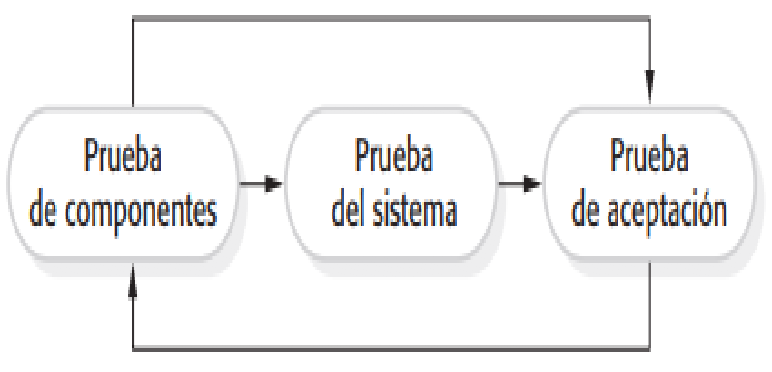 Prueba
de componentes
Prueba
del sistema
Prueba
de aceptación